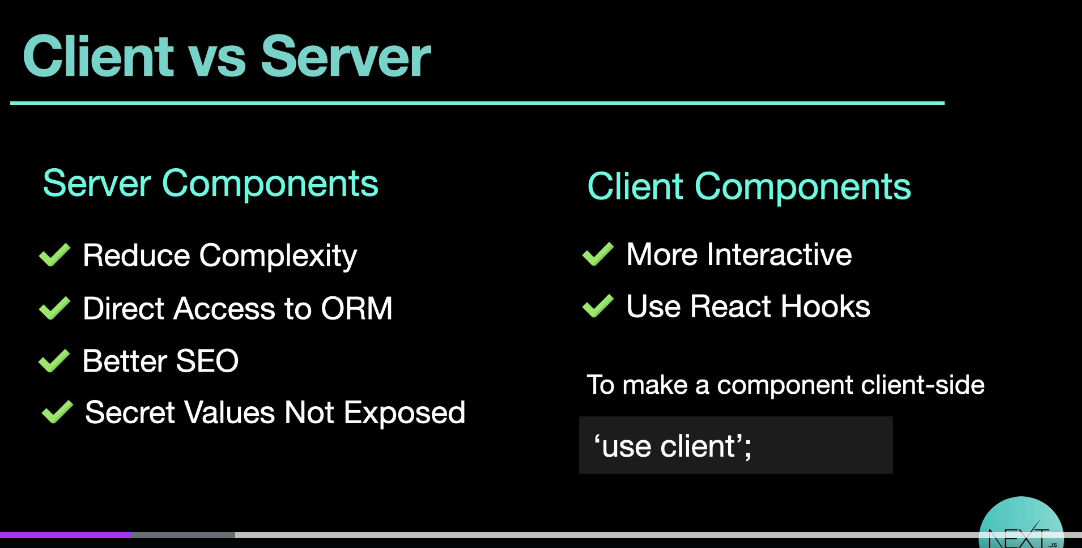 Client vs Server
Server Components
Reduce Complexity
Direct Access to ORM
Better SEO
Secret Values Not Exposed
Client Components
More Interactive
Use React Hooks
To make a component client-side
‘use client’;
NEXT.JS